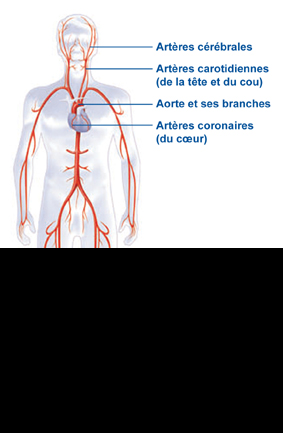 Artères cérébrales
Artères carotidiennes
(de la tête et du cou)
Aorte et ses branches
Artères coronaires
(du cœur)